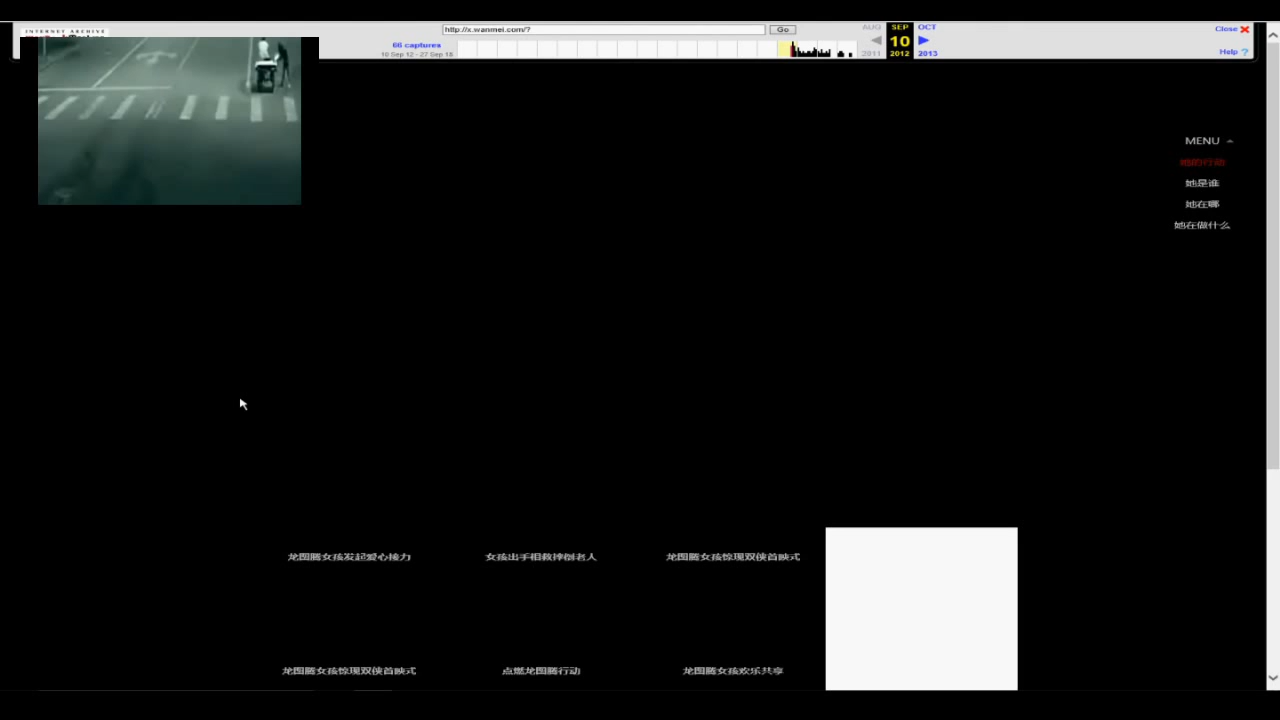 INTERNET ARCHIVE
http://x.wanmei.com/?
Go
AUG
SEP
OCT
Close
66 captures
10
10 Sep 12 - 27 Sep 18
2011
2012
2013
Help ?
MENU
她的行动
她是谁
她在哪
她在做什么
龙图腾女孩发起爱心接力
女孩出手相救摔倒老人
龙图腾女孩惊现双侠首映式
龙图腾女孩惊现双侠首映式
点燃龙图腾行动
龙图腾女孩欢乐共享